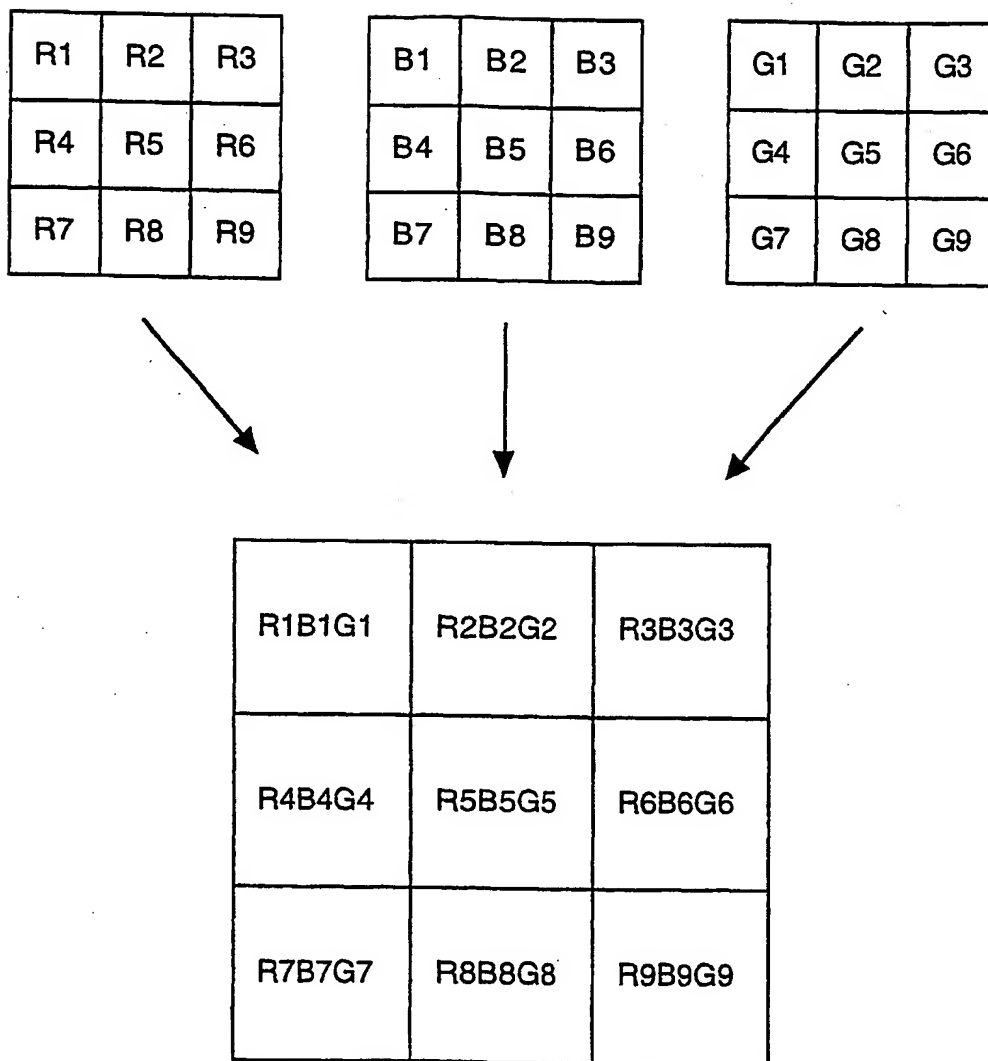 R1 R2 R3 B1 B2 B3 G1 G2 G3
R4 R5 R6 B4 B5 B6 G4 G5 G6
R7 R8 R9 B7 B8 B9 G7 G8 G9
R1B1G1 R2B2G2 R3B3G3
R4B4G4 R5B5G5 R6B6G6
R7B7G7 R8B8G8 R9B9G9